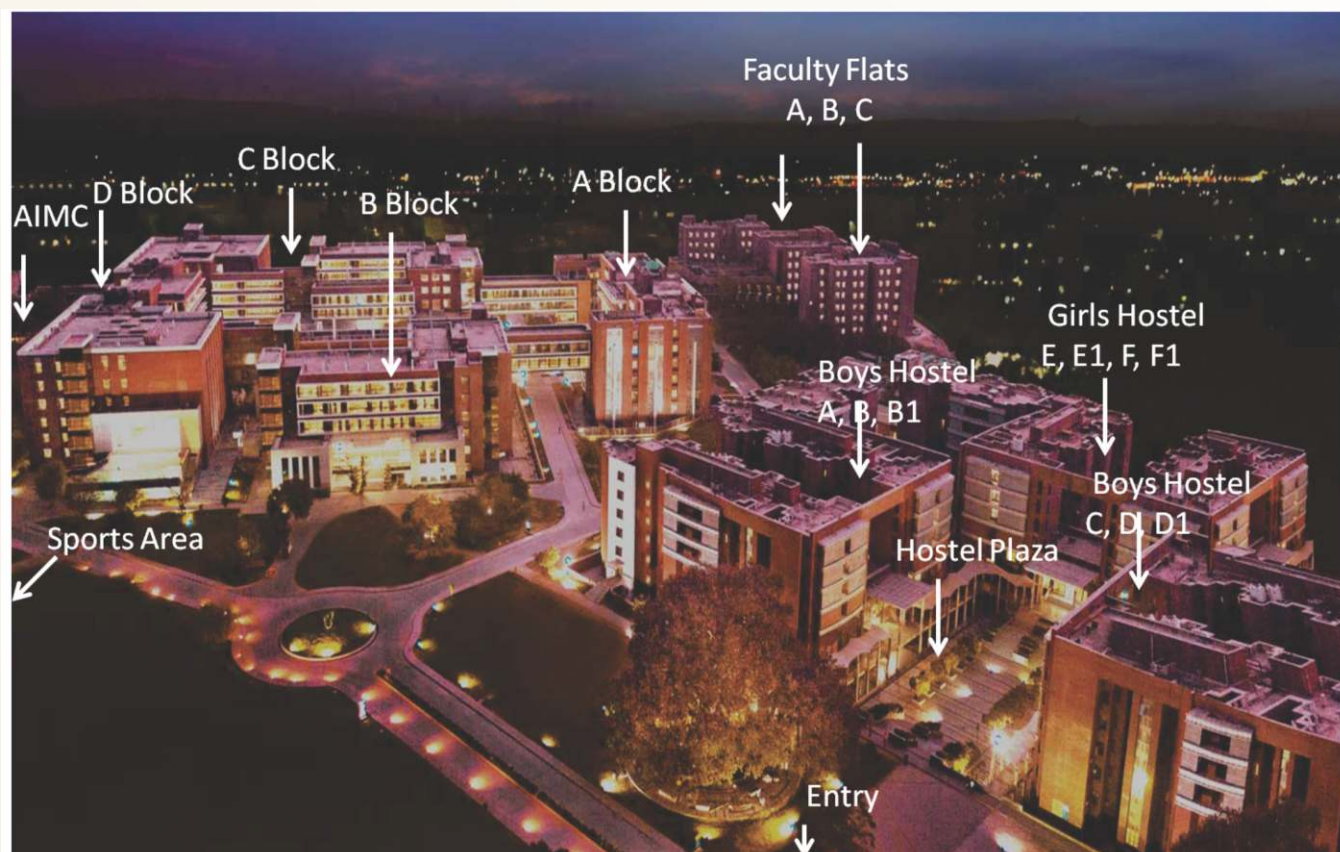 Faculty Flats
A, B, C
C Block
D Block
A Block
B Block
AIMC
Girls Hostel
E, E1, F, F1
Boys Hostel
A, B, B1
Boys Hostel
C, D, D1
Sports Area
Hostel Plaza
Entry